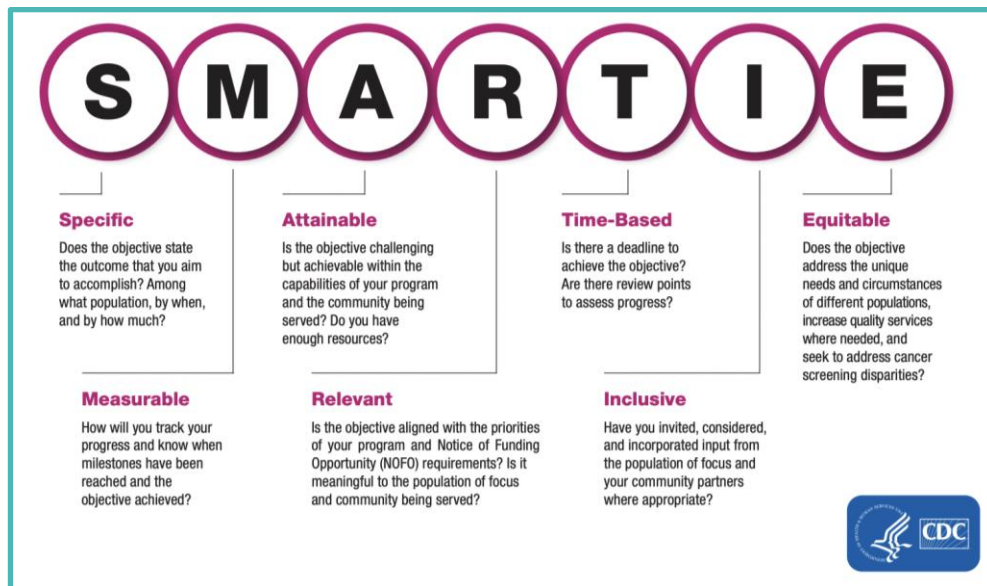 S M A R T I E
Specific
Does the objective state
the outcome that you aim
to accomplish? Among
what population, by when,
and by how much?
Measurable
How will you track your
progress and know when
milestones have been
reached and the
objective achieved?
Attainable
Is the objective challenging
but achievable within the
capabilities of your program
and the community being
served? Do you have
enough resources?
Relevant
Is the objective aligned with the priorities
of your program and Notice of Funding
Opportunity (NOFO) requirements? Is it
meaningful to the population of focus
and community being served?
Time-Based
Is there a deadline to
achieve the objective?
Are there review points
to assess progress?
Inclusive
Have you invited, considered,
and incorporated input from
the population of focus and
your community partners
where appropriate?
Equitable
Does the objective
address the unique
needs and circumstances
of different populations,
increase quality services
where needed, and
seek to address cancer
screening disparities?
CDC